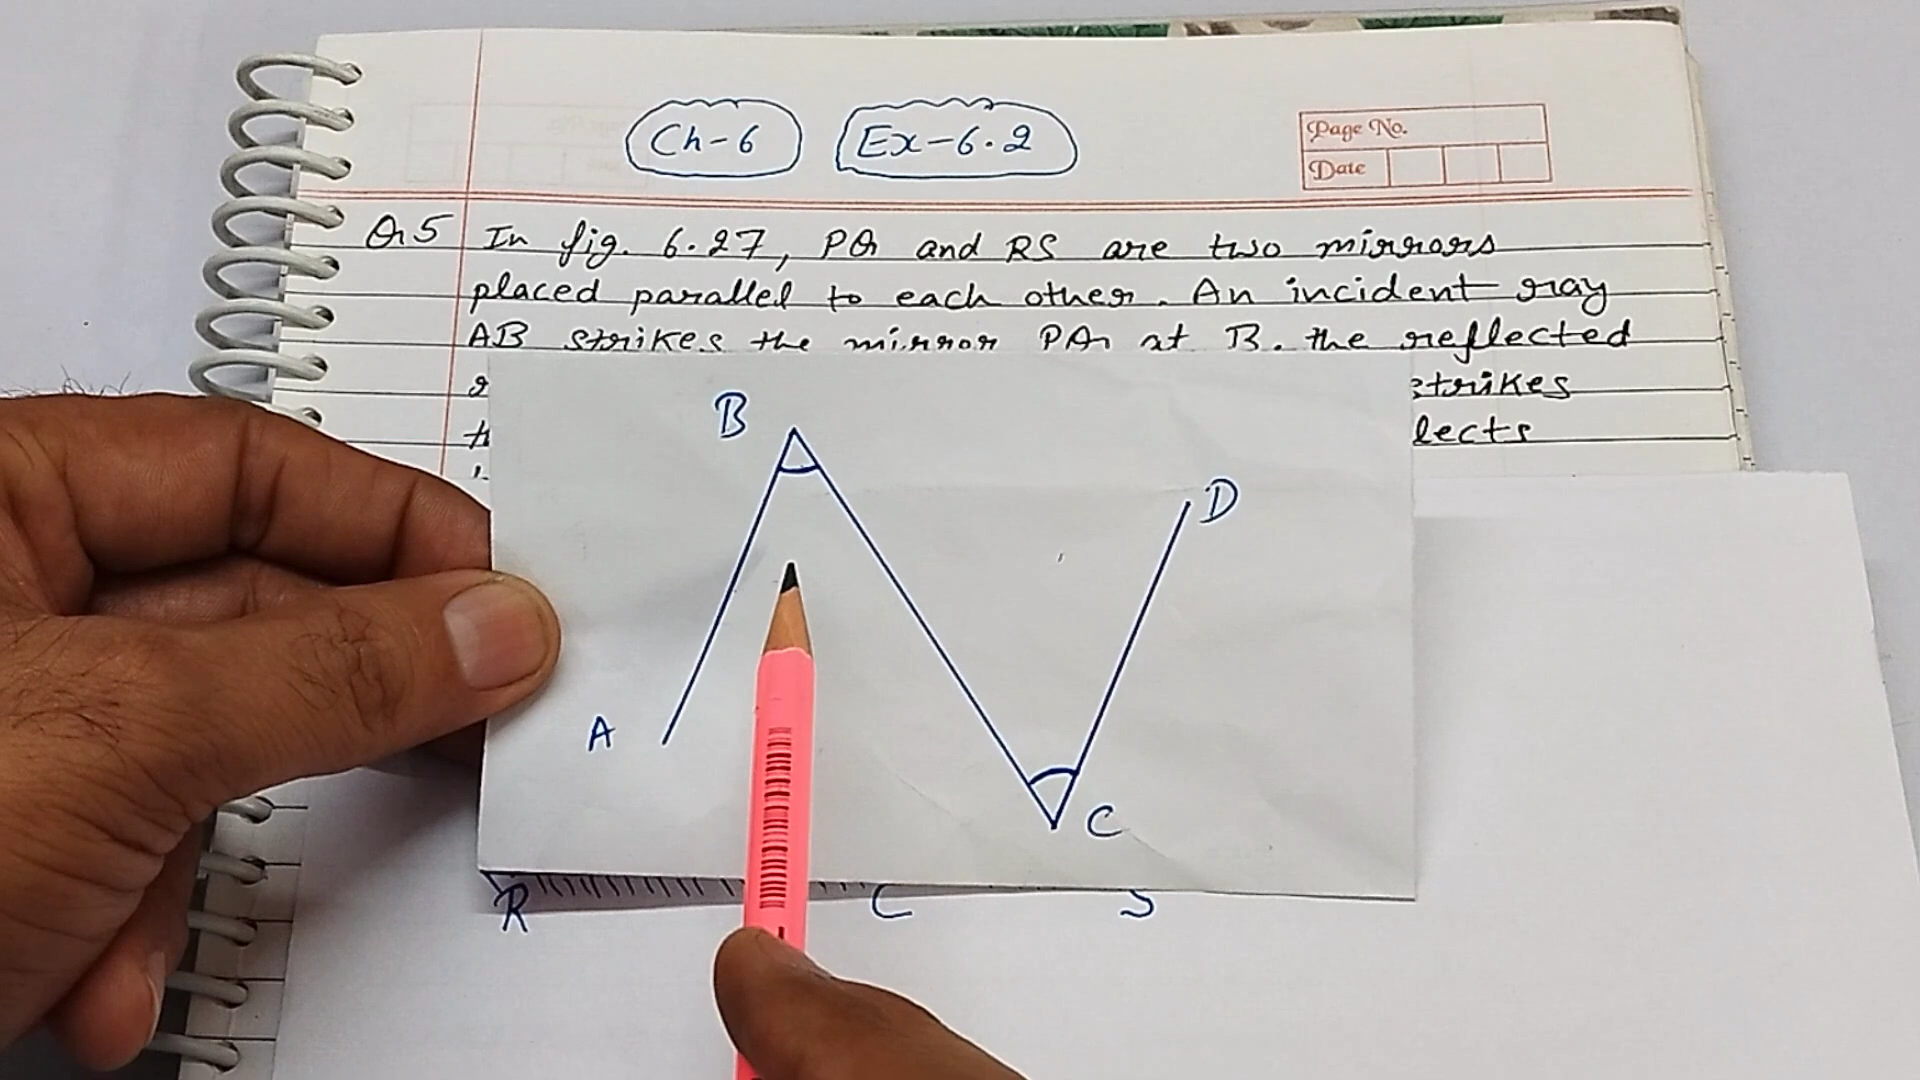 Ch-6 Ex-6.2
Page No.
Date
Q5 In fig. 6.27, PQ and RS are two mirrors
placed parallel to each other. An incident ray
AB strikes the mirror PQ at B. the reflected
strikes
lects
B
D
A
C
R C S